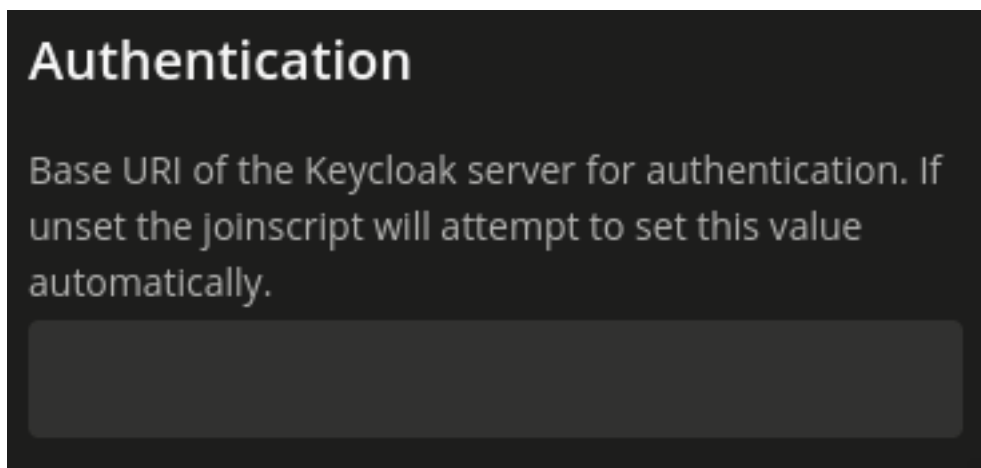 Authentication
Base URI of the Keycloak server for authentication. If
unset the joinscript will attempt to set this value
automatically.